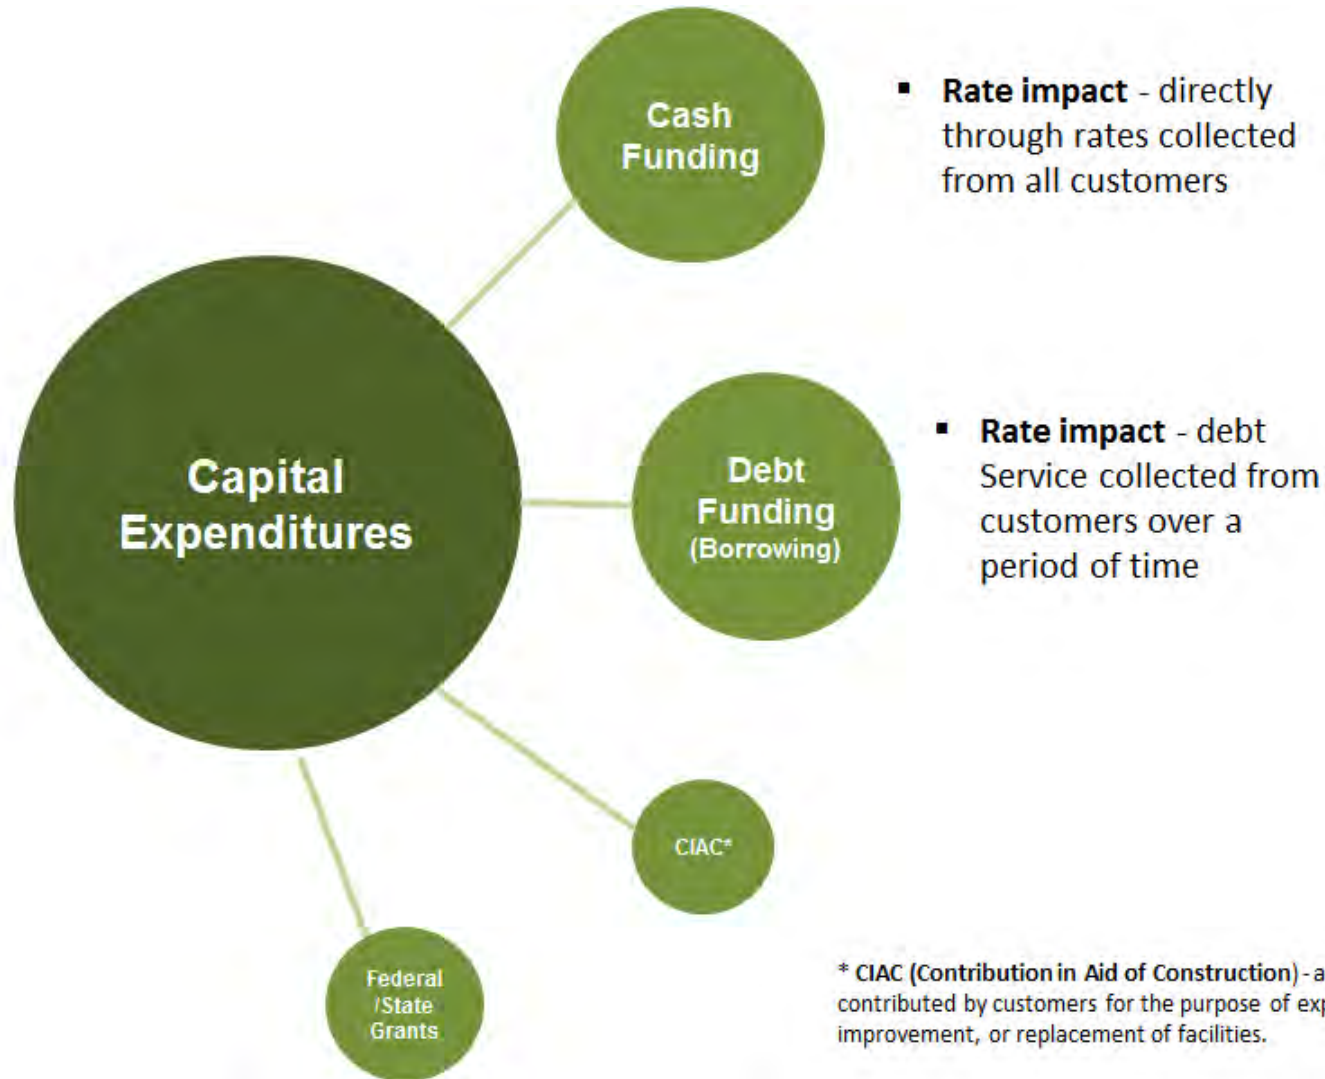 Cash
Funding
▪ Rate impact - directly
through rates collected
from all customers
Capital
Expenditures
Debt
Funding
(Borrowing)
▪ Rate impact - debt
Service collected from
customers over a
period of time
CIAC*
Federal
/State
Grants
* CIAC (Contribution in Aid of Construction) - a
contributed by customers for the purpose of exp
improvement, or replacement of facilities.